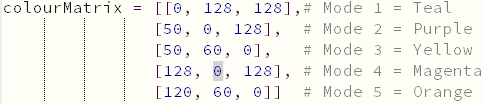 colourMatrix = [[0, 128, 128],# Mode 1 = Teal
[50, 0, 128], # Mode 2 = Purple
[50, 60, 0], # Mode 3 = Yellow
[128, 0, 128], # Mode 4 = Magenta
[120, 60, 0]] # Mode 5 = Orange